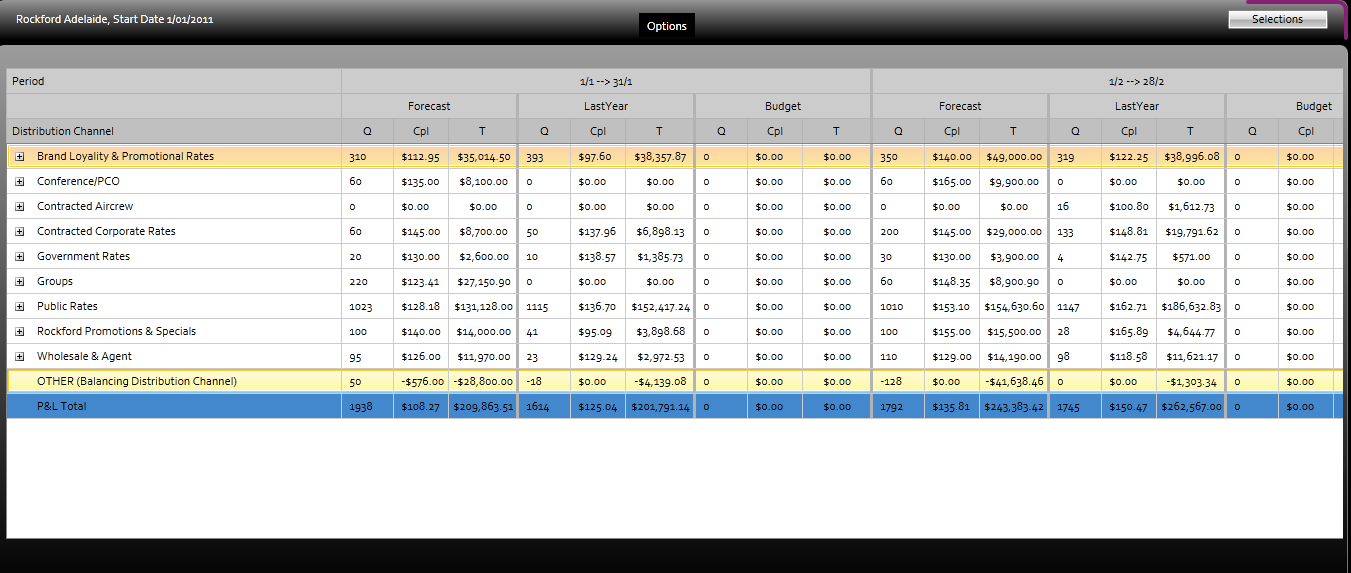 Rockford Adelaide, Start Date 1/01/2011
Options
Selections
Period 1/1 --> 31/1 1/2 --> 28/2
Forecast LastYear Budget Forecast LastYear Budget
Distribution Channel Q Cpl T Q Cpl T Q Cpl T Q Cpl T Q Cpl T Q Cpl
Brand Loyality & Promotional Rates 310 $112.95 $35,014.50 393 $97.60 $38,357.87 0 $0.00 $0.00 350 $140.00 $49,000.00 319 $122.25 $38,996.08 0 $0.00
Conference/PCO 60 $135.00 $8,100.00 0 $0.00 $0.00 0 $0.00 $0.00 60 $165.00 $9,900.00 0 $0.00 $0.00 0 $0.00
Contracted Aircrew 0 $0.00 $0.00 0 $0.00 $0.00 0 $0.00 $0.00 0 $0.00 $0.00 16 $100.80 $1,612.73 0 $0.00
Contracted Corporate Rates 60 $145.00 $8,700.00 50 $137.96 $6,898.13 0 $0.00 $0.00 200 $145.00 $29,000.00 133 $148.81 $19,791.62 0 $0.00
Government Rates 20 $130.00 $2,600.00 10 $138.57 $1,385.73 0 $0.00 $0.00 30 $130.00 $3,900.00 4 $142.75 $571.00 0 $0.00
Groups 220 $123.41 $27,150.90 0 $0.00 $0.00 0 $0.00 $0.00 60 $148.35 $8,900.90 0 $0.00 $0.00 0 $0.00
Public Rates 1023 $128.18 $131,128.00 1115 $136.70 $152,417.24 0 $0.00 $0.00 1010 $153.10 $154,630.60 1147 $162.71 $186,632.83 0 $0.00
Rockford Promotions & Specials 100 $140.00 $14,000.00 41 $95.09 $3,898.68 0 $0.00 $0.00 100 $155.00 $15,500.00 28 $165.89 $4,644.77 0 $0.00
Wholesale & Agent 95 $126.00 $11,970.00 23 $129.24 $2,972.53 0 $0.00 $0.00 110 $129.00 $14,190.00 98 $118.58 $11,621.17 0 $0.00
OTHER (Balancing Distribution Channel) 50 -$576.00 -$28,800.00 -18 $0.00 -$4,139.08 0 $0.00 $0.00 -128 $0.00 -$41,638.46 0 $0.00 -$1,303.34 0 $0.00
P&L Total 1938 $108.27 $209,863.51 1614 $125.04 $201,791.14 0 $0.00 $0.00 1792 $135.81 $243,383.42 1745 $150.47 $262,567.00 0 $0.00